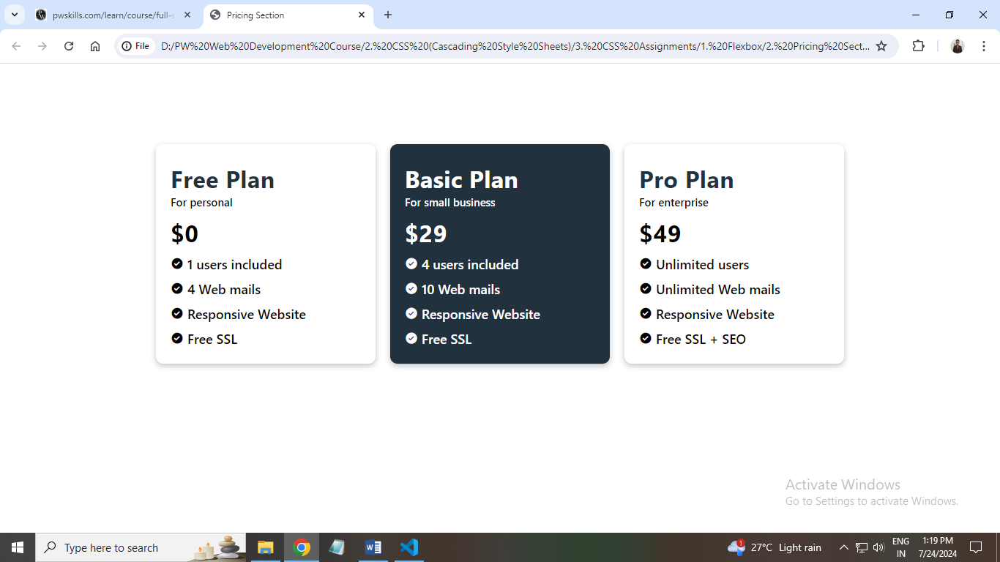 pwskills.com/learn/course/full-s
Pricing Section
File
D:/PW%20Web%20Development%20Course/2.%20CSS%20(Cascading%20Style%20Sheets)/3.%20CSS%20Assignments/1.%20Flexbox/2.%20Pricing%20Sect...
Free Plan
For personal
$0
1 users included
4 Web mails
Responsive Website
Free SSL
Basic Plan
For small business
$29
4 users included
10 Web mails
Responsive Website
Free SSL
Pro Plan
For enterprise
$49
Unlimited users
Unlimited Web mails
Responsive Website
Free SSL + SEO
Activate Windows
Go to Settings to activate Windows.
Type here to search
1
27°C Light rain
ENG
IN
1:19 PM
7/24/2024